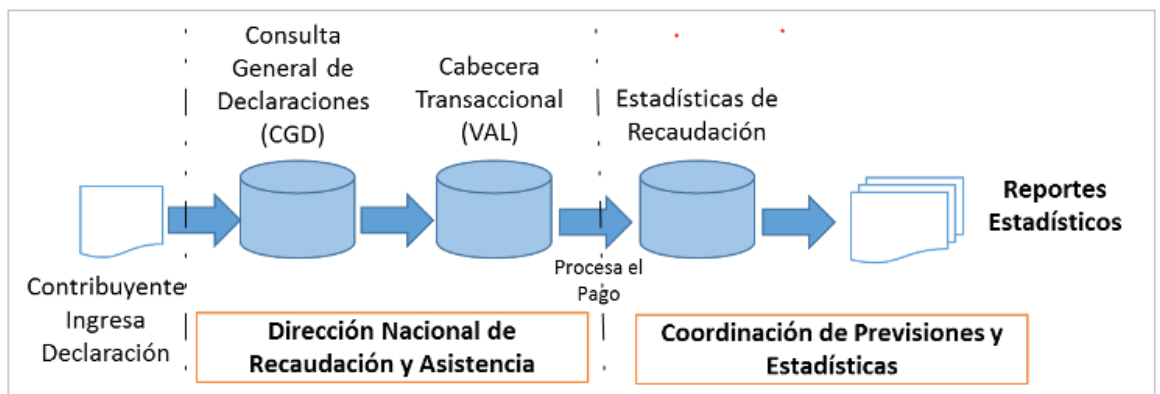 Consulta
General de
Declaraciones
(CGD)
Cabecera
Transaccional
(VAL)
Estadísticas de
Recaudación
Reportes
Estadísticos
Contribuyente
Ingresa
Declaración
Procesa el
Pago
Dirección Nacional de
Recaudación y Asistencia
Coordinación de Previsiones y
Estadísticas